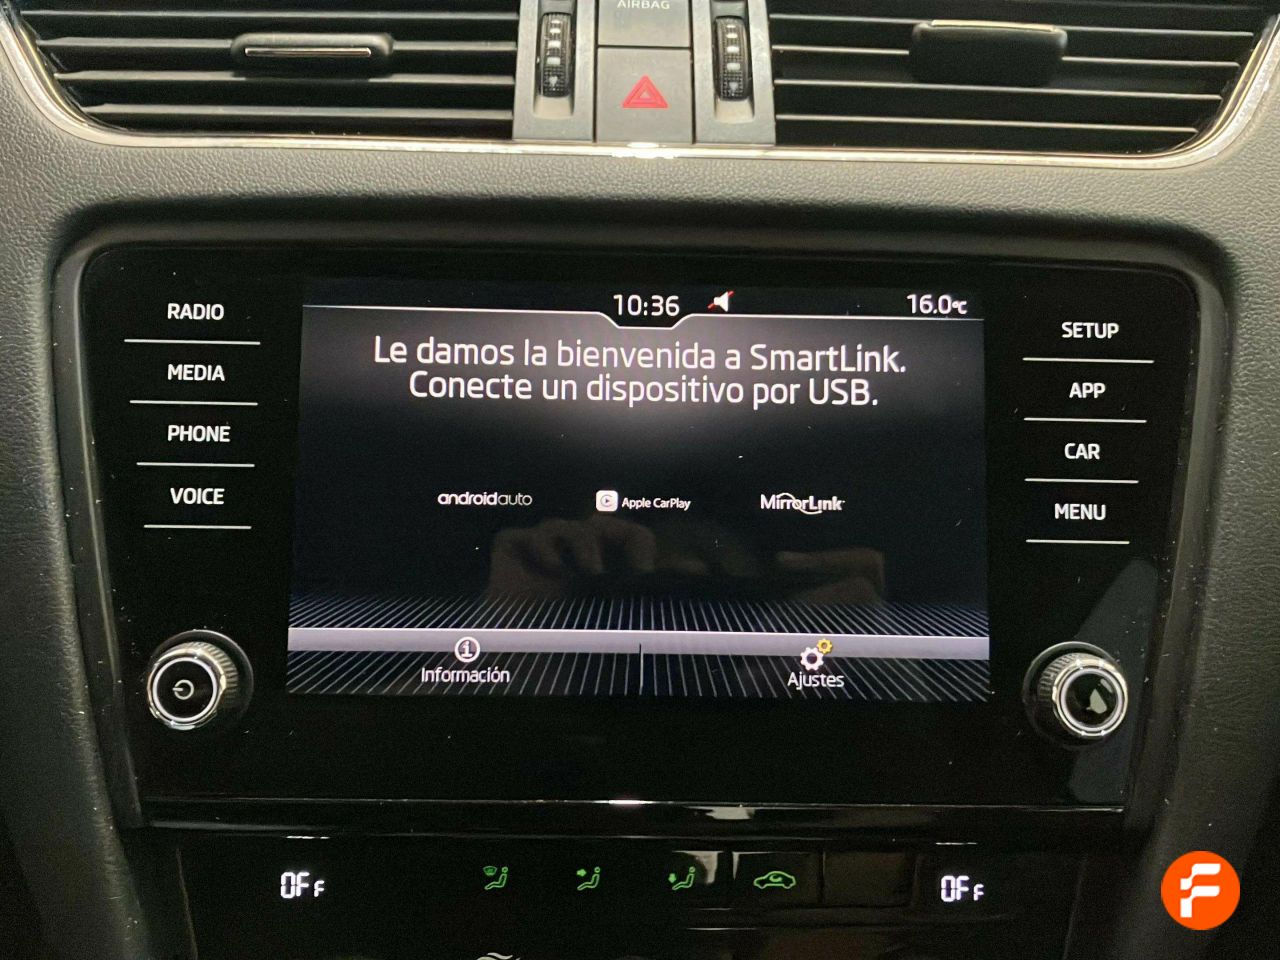 AIRBAG
RADIO
MEDIA
PHONE
VOICE
10:36
16.0°C
Le damos la bienvenida a SmartLink.
Conecte un dispositivo por USB.
androidauto
Apple CarPlay
MirrorLink
Información
Ajustes
SETUP
APP
CAR
MENU
OFF
OFF